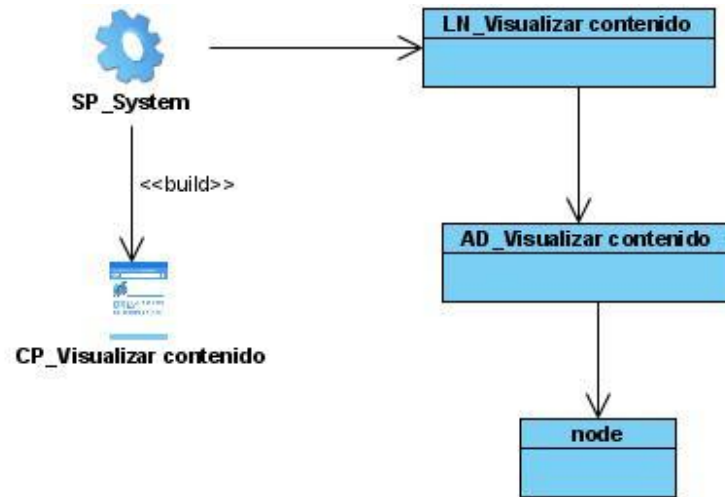 LN_Visualizar contenido
SP_System
<<build>>
AD_Visualizar contenido
CP_Visualizar contenido
node